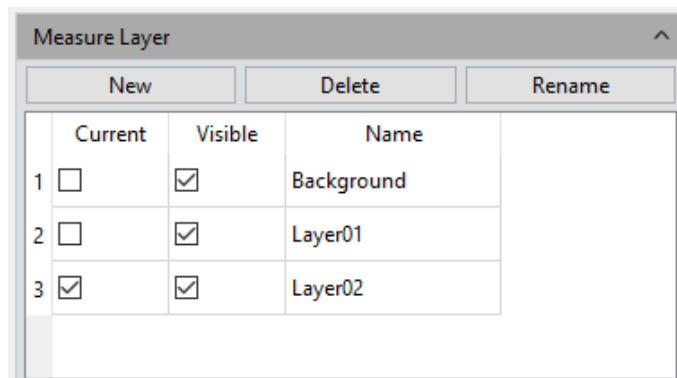 Measure Layer
New Delete Rename
Current Visible Name
1 Background
2 Layer01
3 Layer02